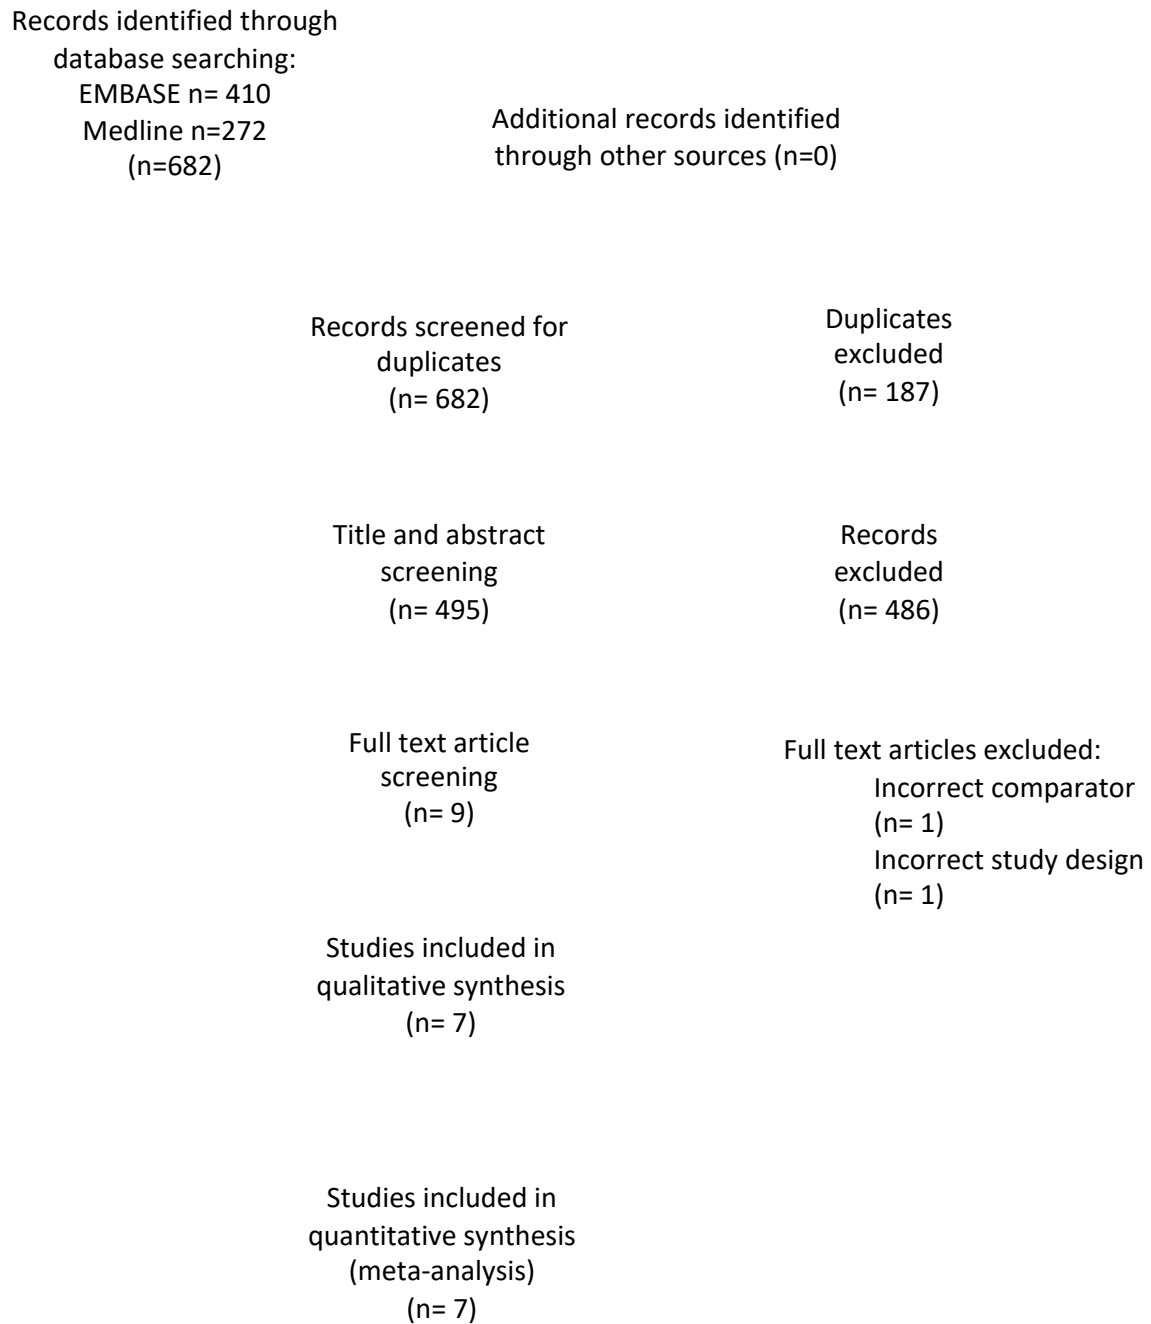 Records identified through
database searching:
EMBASE n= 410
Medline n=272
(n=682)
Additional records identified
through other sources (n=0)
Records screened for
duplicates
(n= 682)
Duplicates
excluded
(n= 187)
Title and abstract
screening
(n= 495)
Records
excluded
(n= 486)
Full text article
screening
(n= 9)
Full text articles excluded:
Incorrect comparator
(n= 1)
Incorrect study design
(n= 1)
Studies included in
qualitative synthesis
(n= 7)
Studies included in
quantitative synthesis
(meta-analysis)
(n= 7)